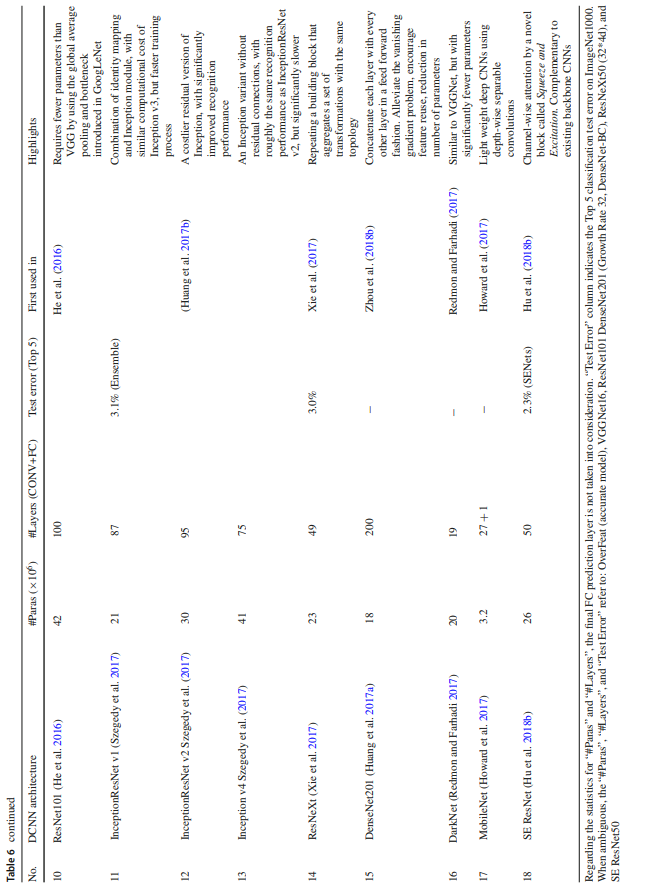 Table 6 continued
No. DCNN architecture #Paras (×10⁶) #Layers (CONV+FC) Test error (Top 5) First used in Highlights
10 ResNet101 (He et al. 2016) 42 100 He et al. (2016) Requires fewer parameters than
VGG by using the global average
pooling and bottleneck
introduced in GoogLeNet
11 InceptionResNet v1 (Szegedy et al. 2017) 21 87 3.1% (Ensemble) Combination of identity mapping
and Inception module, with
similar computational cost of
Inception v3, but faster training
process
12 InceptionResNet v2 Szegedy et al. (2017) 30 95 (Huang et al. 2017b) A costlier residual version of
Inception, with significantly
improved recognition
performance
13 Inception v4 Szegedy et al. (2017) 41 75 An Inception variant without
residual connections, with
roughly the same recognition
performance as InceptionResNet
v2, but significantly slower
14 ResNeXt (Xie et al. 2017) 23 49 3.0% Xie et al. (2017) Repeating a building block that
aggregates a set of
transformations with the same
topology
15 DenseNet201 (Huang et al. 2017a) 18 200 – Zhou et al. (2018b) Concatenate each layer with every
other layer in a feed forward
fashion. Alleviate the vanishing
gradient problem, encourage
feature reuse, reduction in
number of parameters
16 DarkNet (Redmon and Farhadi 2017) 20 19 – Redmon and Farhadi (2017) Similar to VGGNet, but with
significantly fewer parameters
17 MobileNet (Howard et al. 2017) 3.2 27 + 1 – Howard et al. (2017) Light weight deep CNNs using
depth-wise separable
convolutions
18 SE ResNet (Hu et al. 2018b) 26 50 2.3% (SENets) Hu et al. (2018b) Channel-wise attention by a novel
block called Squeeze and
Excitation. Complementary to
existing backbone CNNs
Regarding the statistics for “#Paras” and “#Layers”, the final FC prediction layer is not taken into consideration. “Test Error” column indicates the Top 5 classification test error on ImageNet1000.
When ambiguous, the “#Paras”, “#Layers”, and “Test Error” refer to: OverFeat (accurate model), VGGNet16, ResNet101 DenseNet201 (Growth Rate 32, DenseNet-BC), ResNeXt50 (32*4d), and
SE ResNet50